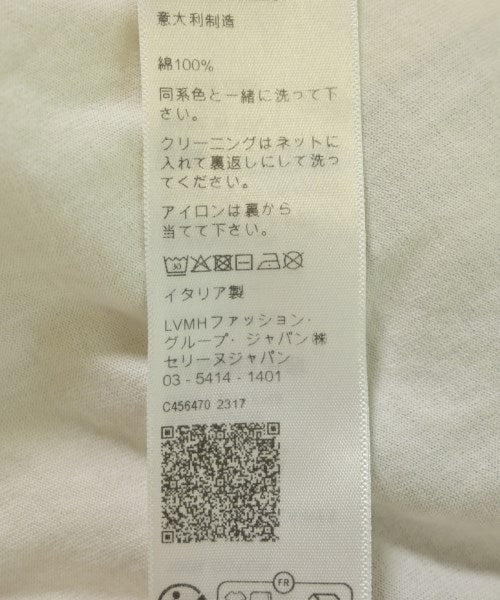 意大利制造
綿100%
同系色と一緒に洗って下
さい。
クリーニングはネットに
入れて裏返しにして洗っ
てください。
アイロンは裏から
当てて下さい。
30
イタリア製
LVMHファッション・
グループ・ジャパン㈱
セリーヌジャパン
03 - 5414 - 1401
C456470 2317
FR